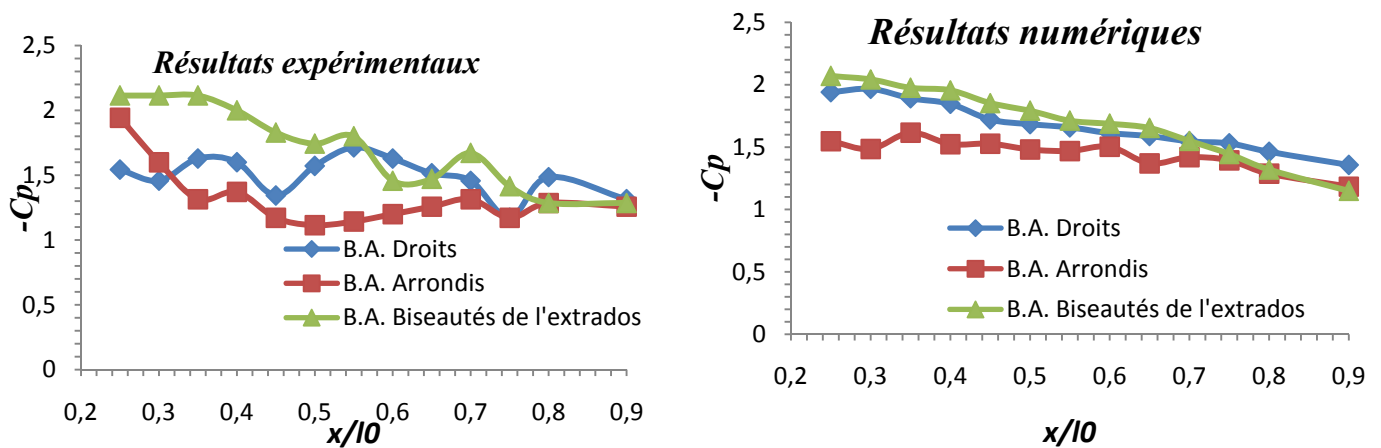 Résultats expérimentaux
2,5
2
1,5
1
0,5
0
-Cp
B.A. Droits
B.A. Arrondis
B.A. Biseautés de l'extrados
0,2 0,3 0,4 0,5 0,6 0,7 0,8 0,9
x/l0
Résultats numériques
2,5
2
1,5
1
0,5
0
-Cp
B.A. Droits
B.A. Arrondis
B.A. Biseautés de l'extrados
0,2 0,3 0,4 0,5 0,6 0,7 0,8 0,9
x/l0